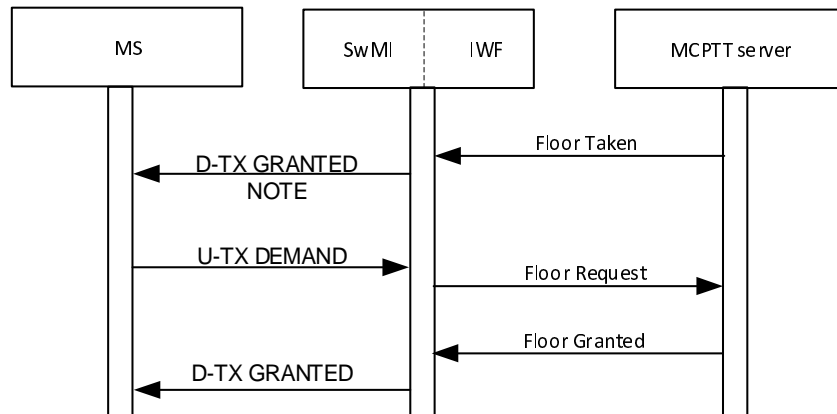 MS
SwMI
IWF
MCPTT server
Floor Taken
D-TX GRANTED
NOTE
U-TX DEMAND
Floor Request
Floor Granted
D-TX GRANTED